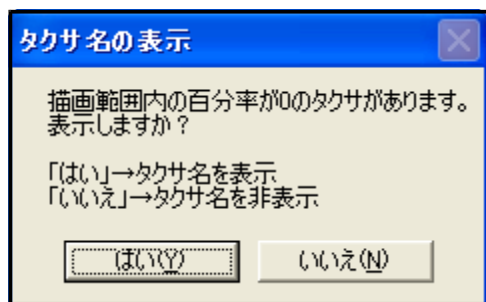 タクサ名の表示
描画範囲内の百分率が0のタクサがあります。
表示しますか?
「はい」→タクサ名を表示
「いいえ」→タクサ名を非表示
はい(Y)
いいえ(N)